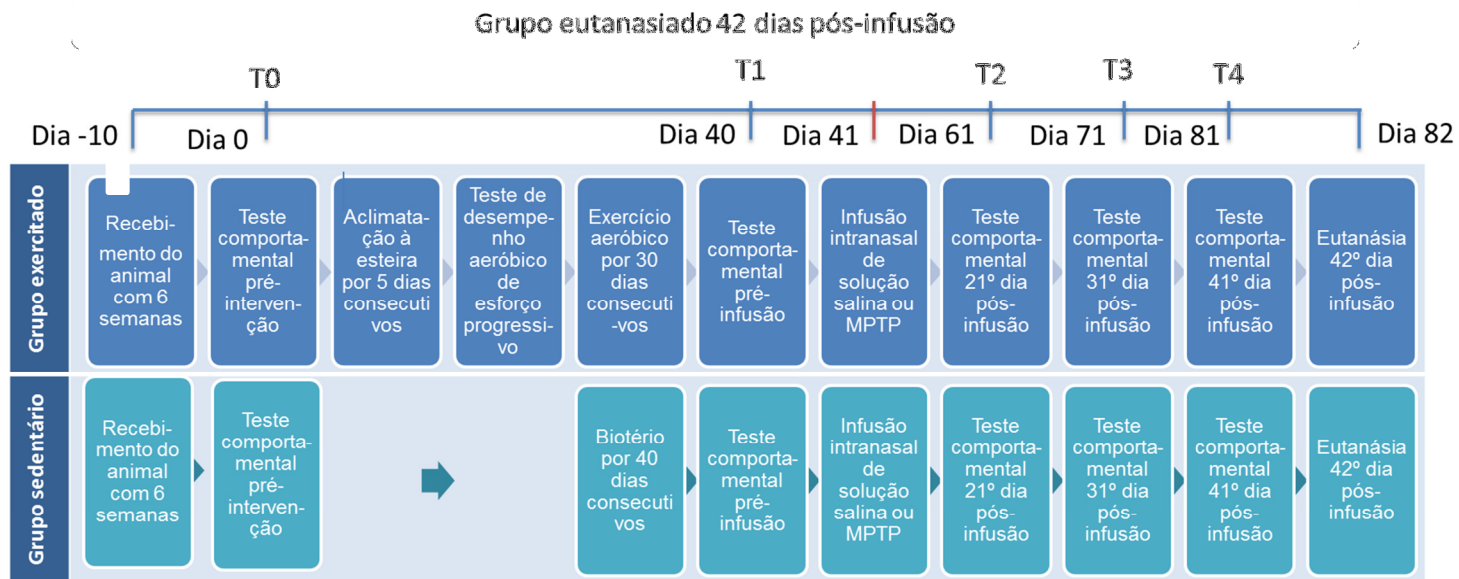 Grupo eutanasiado 42 dias pós-infusão
T0
T1
T2
T3
T4
Dia -10
Dia 0
Dia 40
Dia 41
Dia 61
Dia 71
Dia 81
Dia 82
Grupo exercitado
Recebi-
mento do
animal
com 6
semanas
Teste
comporta-
mental
pré-
interven-
ção
Aclimata-
ção à
esteira
por 5 dias
consecuti
vos
Teste de
desempe-
nho
aeróbico
de
esforço
progressi-
vo
Exercício
aeróbico
por 30
dias
consecuti
-vos
Teste
comporta-
mental
pré-
infusão
Infusão
intranasal
de
solução
salina ou
MPTP
Teste
comporta-
mental
21º dia
pós-
infusão
Teste
comporta-
mental
31º dia
pós-
infusão
Teste
comporta-
mental
41º dia
pós-
infusão
Eutanásia
42º dia
pós-
infusão
Grupo sedentário
Recebi-
mento do
animal
com 6
semanas
Teste
comporta-
mental
pré-
interven-
ção
Biotério
por 40
dias
consecuti
vos
Teste
comporta-
mental
pré-
infusão
Infusão
intranasal
de
solução
salina ou
MPTP
Teste
comporta-
mental
21º dia
pós-
infusão
Teste
comporta-
mental
31º dia
pós-
infusão
Teste
comporta-
mental
41º dia
pós-
infusão
Eutanásia
42º dia
pós-
infusão